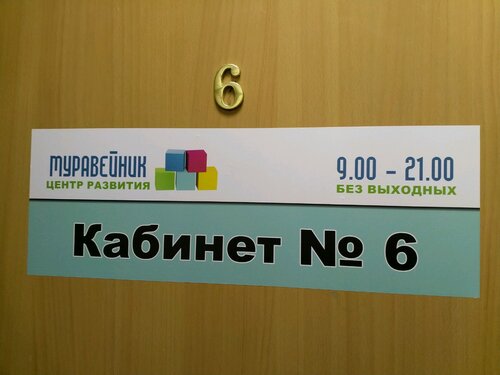 6
МУРАВЕЙНИК
ЦЕНТР РАЗВИТИЯ
9.00 - 21.00
БЕЗ ВЫХОДНЫХ
Кабинет № 6